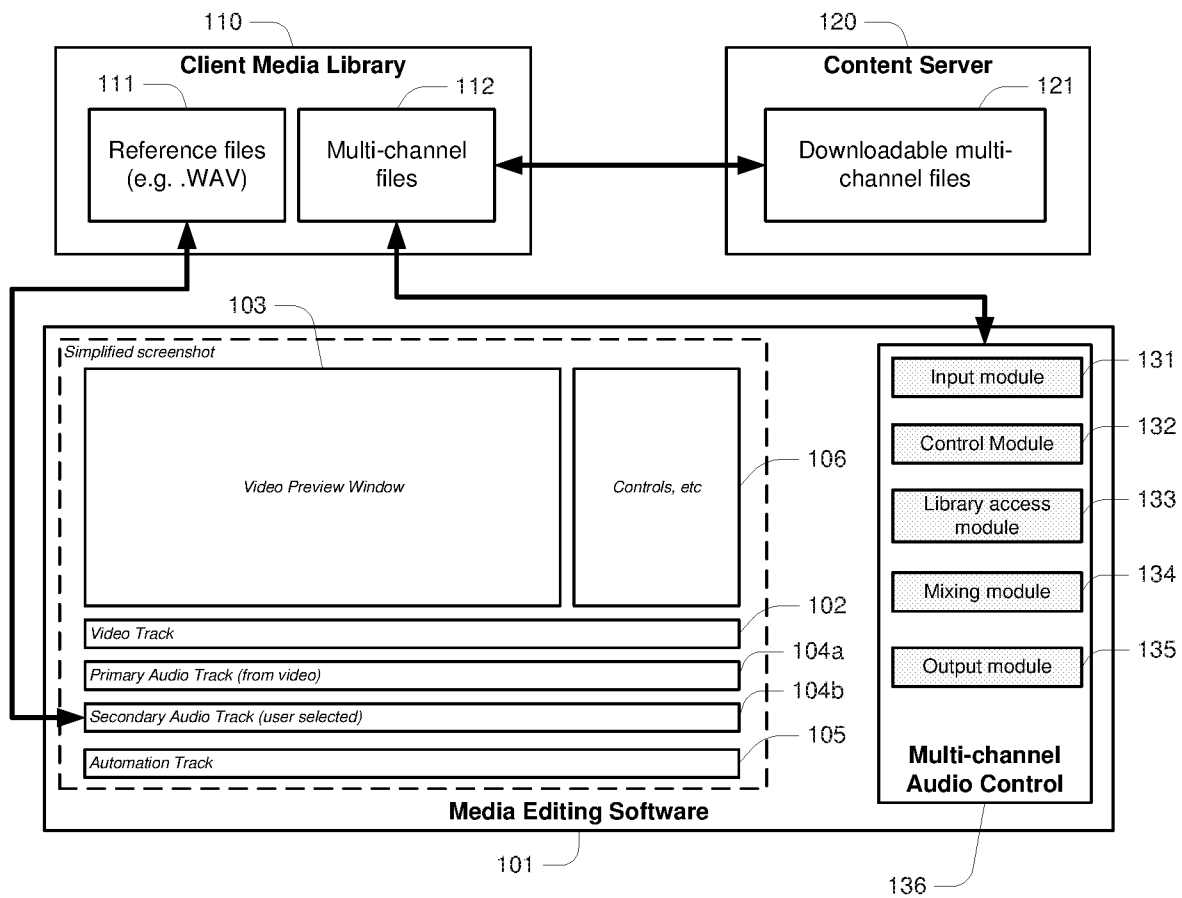 110
120
Client Media Library
Content Server
111
112
121
Reference files
(e.g. .WAV)
Multi-channel
files
Downloadable multi-
channel files
103
Simplified screenshot
Video Preview Window
Controls, etc
106
Video Track
102
Primary Audio Track (from video)
104a
Secondary Audio Track (user selected)
104b
Automation Track
105
Media Editing Software
101
Input module
131
Control Module
132
Library access
module
133
Mixing module
134
Output module
135
Multi-channel
Audio Control
136